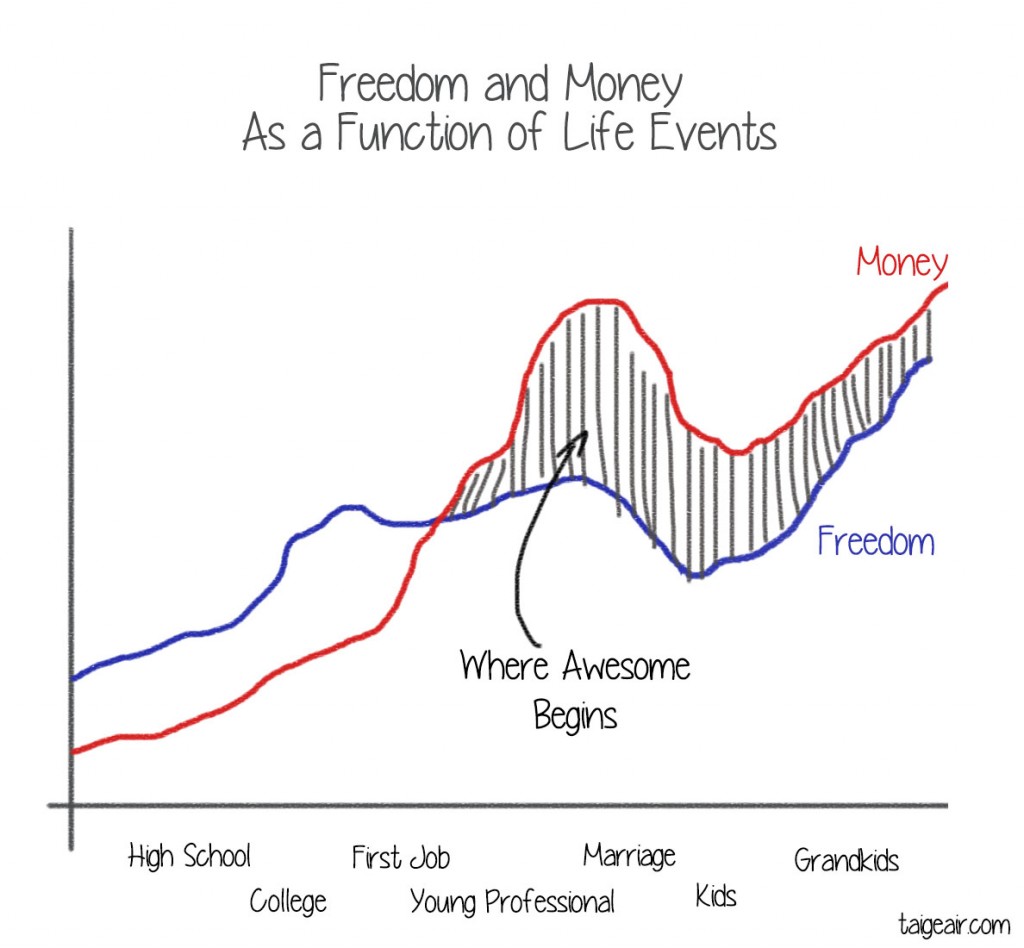 Freedom and Money
As a Function of Life Events
Money
Freedom
Where Awesome
Begins
High School
College
First Job
Young Professional
Marriage
Kids
Grandkids
taigeair.com